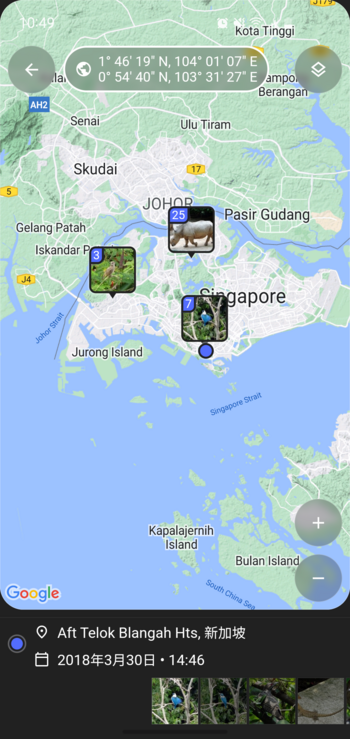 10:49
Kota Tinggi
1° 46' 19" N, 104° 01' 07" E
0° 54' 40" N, 103° 31' 27" E
Berangan
AH2
Senai
Ulu Tiram
Skudai
17
5
JOHOR
25
Pasir Gudang
Gelang Patah
Iskandar P
3
J4
7
Singapore
Johor Strait
Jurong Island
Singapore Strait
Kapalajernih
Island
Bulan Island
South China Sea
Google
Aft Telok Blangah Hts, 新加坡
2018年3月30日 • 14:46